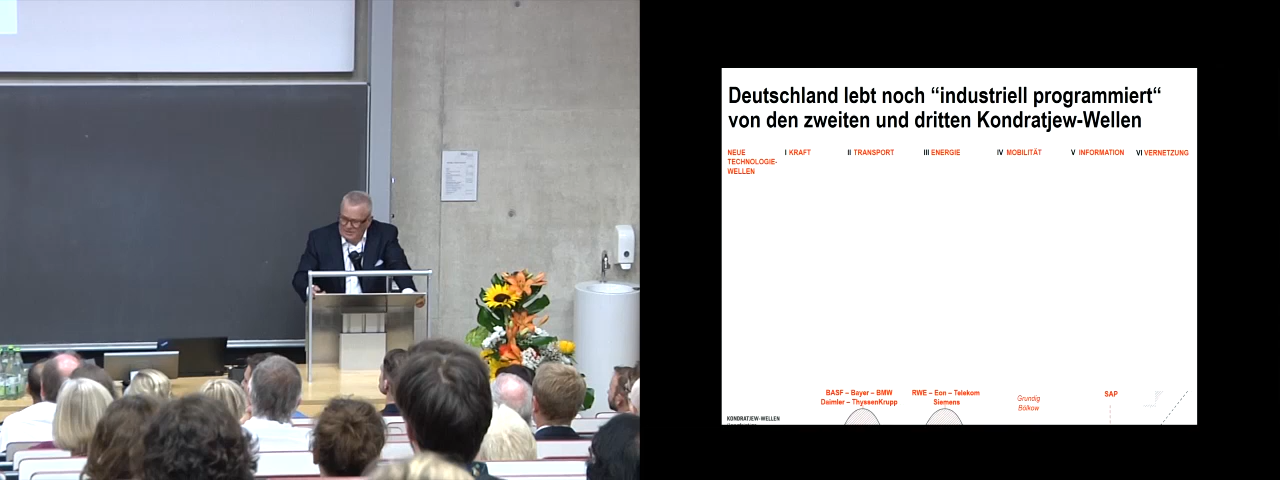 Deutschland lebt noch “industriell programmiert“
von den zweiten und dritten Kondratjew-Wellen
NEUE
TECHNOLOGIE-
WELLEN
I KRAFT
II TRANSPORT
III ENERGIE
IV MOBILITÄT
V INFORMATION
VI VERNETZUNG
BASF – Bayer – BMW
Daimler – ThyssenKrupp
RWE – Eon – Telekom
Siemens
Grundig
Bölkow
SAP
KONDRATJEW-WELLEN